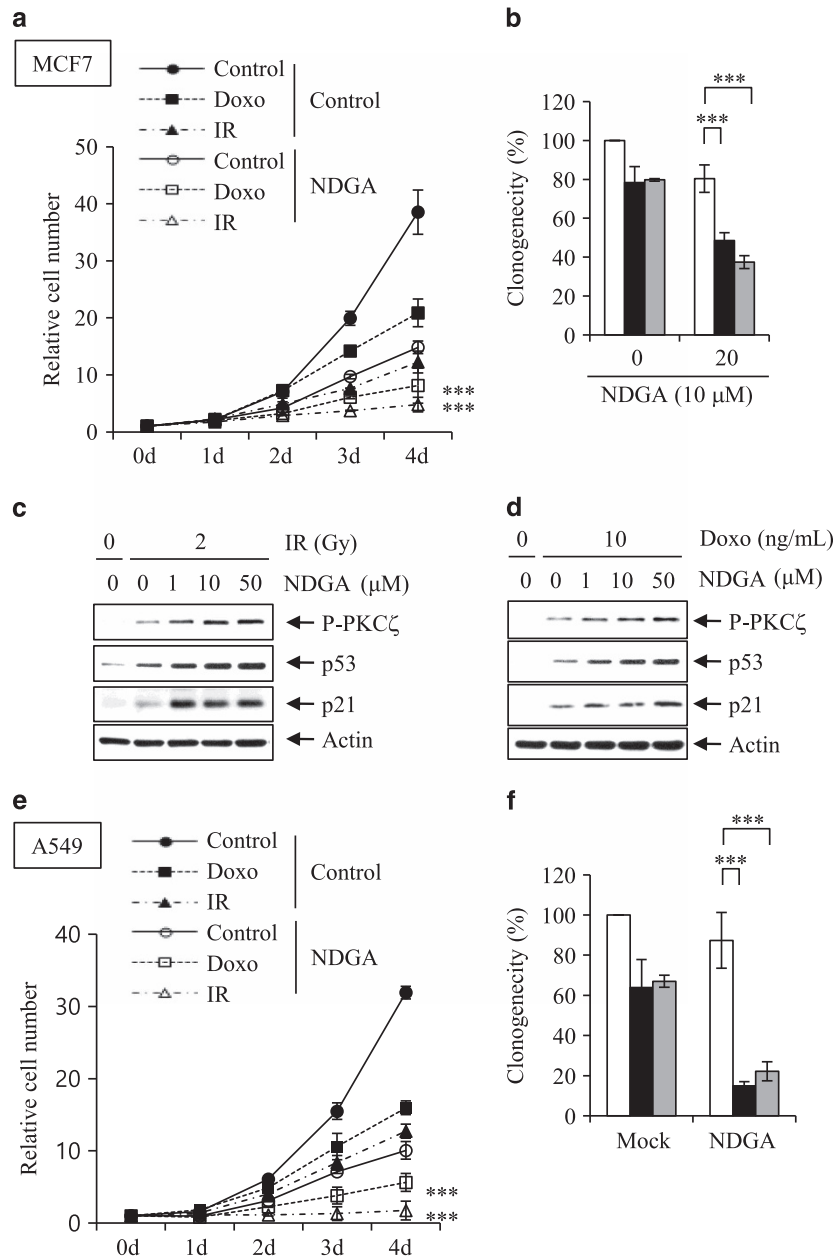 a
MCF7
Control
Doxo
IR
Control
Control
Doxo
IR
NDGA
Relative cell number
50
40
30
20
10
0
0d 1d 2d 3d 4d
***
***
b
Clonogenecity (%)
120
100
80
60
40
20
0
***
***
0 20
NDGA (10 μM)
c
0 2 IR (Gy)
0 0 1 10 50 NDGA (μM)
P-PKCζ
p53
p21
Actin
d
0 10 Doxo (ng/mL)
0 0 1 10 50 NDGA (μM)
P-PKCζ
p53
p21
Actin
e
A549
Control
Doxo
IR
Control
Control
Doxo
IR
NDGA
Relative cell number
40
30
20
10
0
0d 1d 2d 3d 4d
***
***
f
Clonogenecity (%)
120
100
80
60
40
20
0
***
***
Mock NDGA